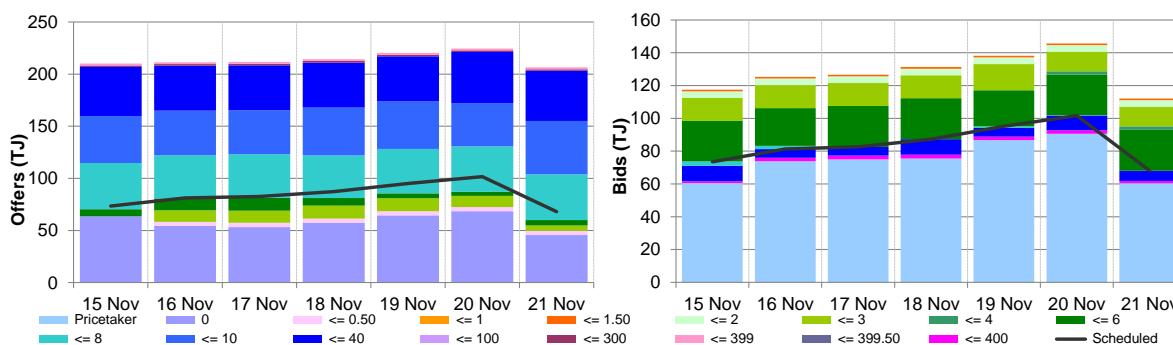 Offers (TJ)
250
200
150
100
50
0
15 Nov 16 Nov 17 Nov 18 Nov 19 Nov 20 Nov 21 Nov
Bids (TJ)
160
140
120
100
80
60
40
20
0
15 Nov 16 Nov 17 Nov 18 Nov 19 Nov 20 Nov 21 Nov
Pricetaker 0 <= 0.50 <= 1 <= 1.50 <= 2 <= 3 <= 4 <= 6
<= 8 <= 10 <= 40 <= 100 <= 300 <= 399 <= 399.50 <= 400 Scheduled